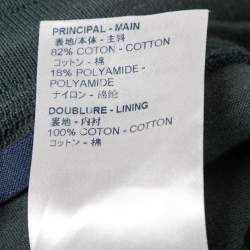 PRINCIPAL - MAIN
表地/本体 - 主料
82% COTON - COTTON
コットン - 棉
18% POLYAMIDE -
POLYAMIDE
ナイロン - 锦纶
DOUBLURE - LINING
裏地 - 内衬
100% COTON - COTTON
コットン - 棉